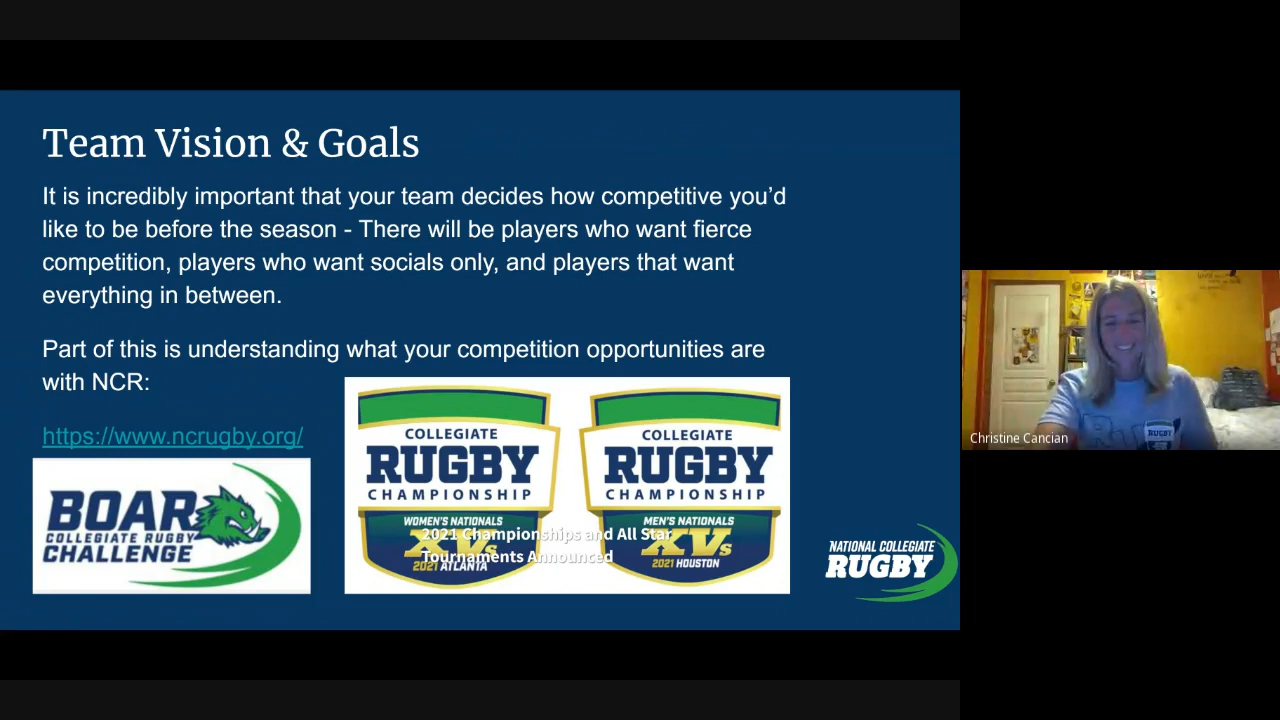 Team Vision & Goals
It is incredibly important that your team decides how competitive you’d
like to be before the season - There will be players who want fierce
competition, players who want socials only, and players that want
everything in between.
Part of this is understanding what your competition opportunities are
with NCR:
https://www.ncrugby.org/
BOAR
COLLEGIATE RUGBY
CHALLENGE
COLLEGIATE
RUGBY
CHAMPIONSHIP
WOMEN'S NATIONALS
XVs
2021 ATLANTA
COLLEGIATE
RUGBY
CHAMPIONSHIP
MEN'S NATIONALS
XVs
2021 HOUSTON
2021 Championships and All Star
Tournaments Announced
NATIONAL COLLEGIATE
RUGBY
Christine Cancian
RUGBY